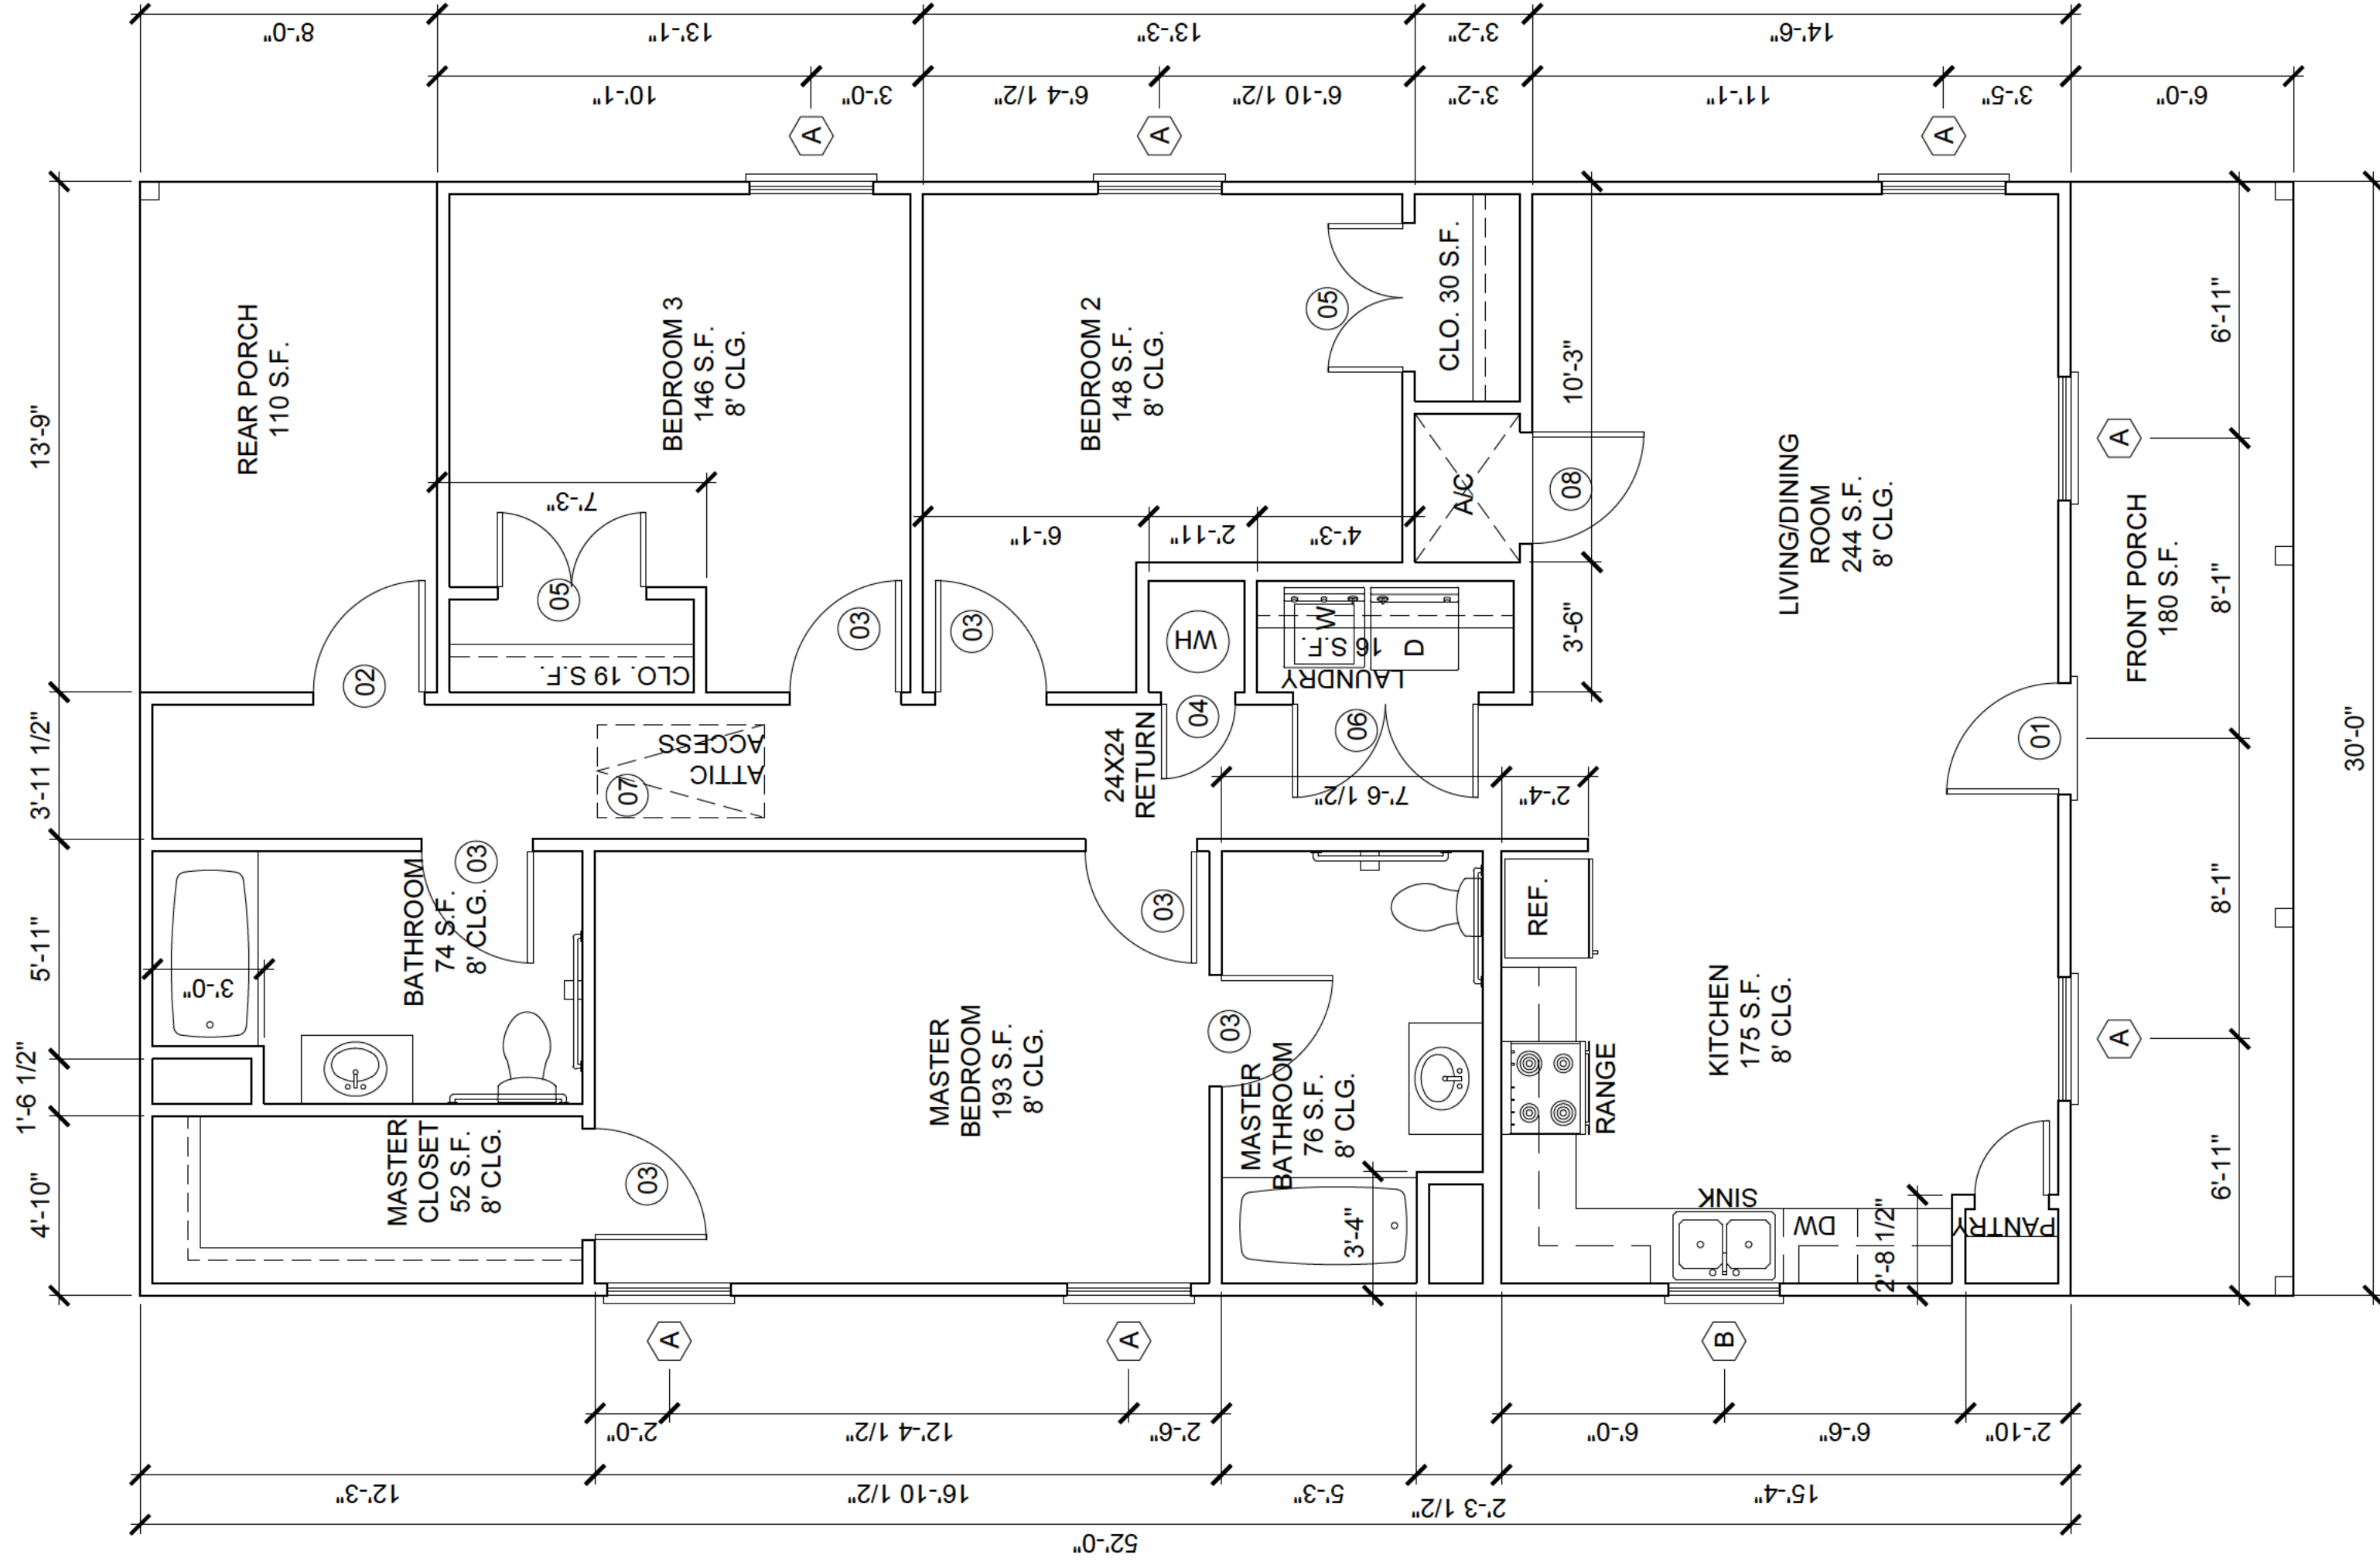 8'-0"
13'-1"
13'-3"
3'-2"
14'-6"
10'-1"
3'-0"
6'-4 1/2"
6'-10 1/2"
3'-2"
11'-1"
3'-5"
6'-0"
A
A
A
13'-9"
3'-11 1/2"
5'-11"
1'-6 1/2"
4'-10"
REAR PORCH
110 S.F.
BEDROOM 3
146 S.F.
8' CLG.
7'-3"
05
CLO. 19 S.F.
02
03
BEDROOM 2
148 S.F.
8' CLG.
05
CLO. 30 S.F.
6'-1"
2'-11"
4'-3"
03
A/C
08
10'-3"
3'-6"
WH
04
W
D
LAUNDRY
16 S.F.
06
24X24
RETURN
7'-6 1/2"
2'-4"
ATTIC
ACCESS
07
LIVING/DINING
ROOM
244 S.F.
8' CLG.
01
FRONT PORCH
180 S.F.
A
A
6'-11"
8'-1"
8'-1"
6'-11"
30'-0"
BATHROOM
74 S.F.
8' CLG.
03
3'-0"
MASTER
CLOSET
52 S.F.
8' CLG.
03
MASTER
BEDROOM
193 S.F.
8' CLG.
03
03
MASTER
BATHROOM
76 S.F.
8' CLG.
3'-4"
REF.
RANGE
KITCHEN
175 S.F.
8' CLG.
SINK
DW
2'-8 1/2"
PANTRY
A
A
B
2'-0"
12'-4 1/2"
2'-6"
6'-0"
6'-6"
2'-10"
12'-3"
16'-10 1/2"
5'-3"
2'-3 1/2"
15'-4"
52'-0"